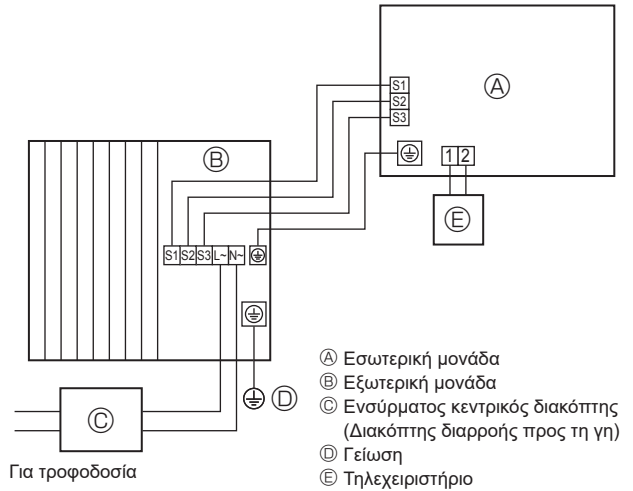 S1
S2
S3
Ⓐ
1 2
Ⓔ
Ⓑ
S1 S2 S3 L~ N~
Ⓓ
Ⓒ
Για τροφοδοσία
Ⓐ Εσωτερική μονάδα
Ⓑ Εξωτερική μονάδα
Ⓒ Ενσύρματος κεντρικός διακόπτης
(Διακόπτης διαρροής προς τη γη)
Ⓓ Γείωση
Ⓔ Τηλεχειριστήριο